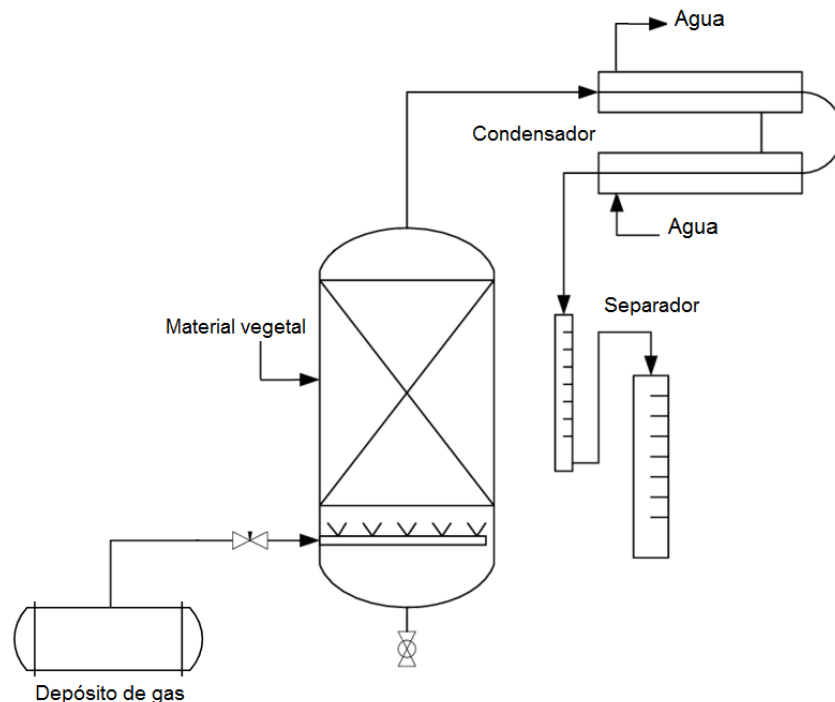 Agua
Condensador
Agua
Separador
Material vegetal
Depósito de gas